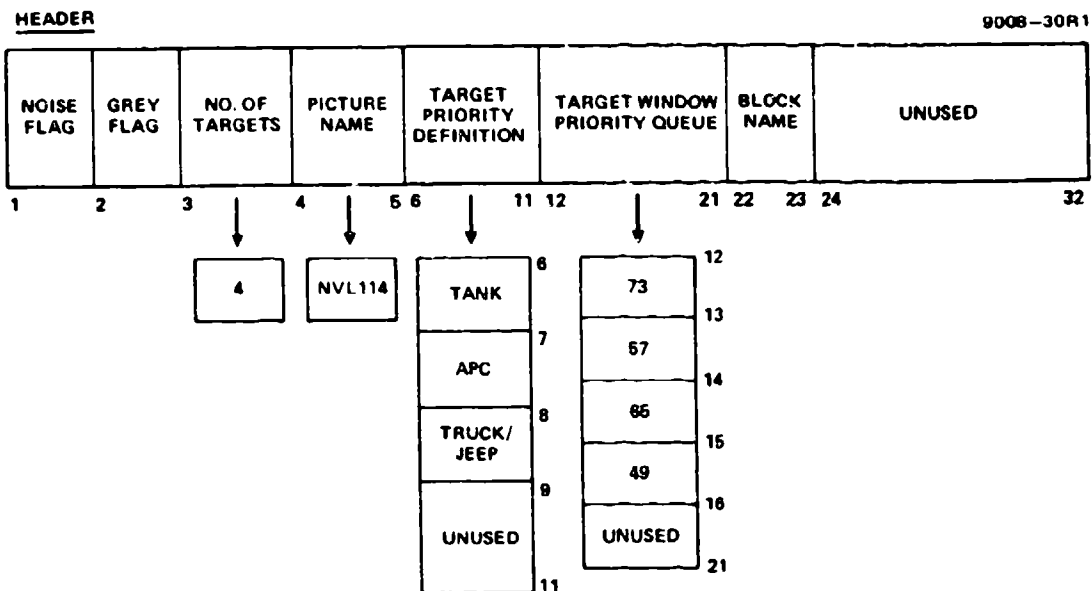 HEADER
9008-30R1
NOISE FLAG
GREY FLAG
NO. OF TARGETS
PICTURE NAME
TARGET PRIORITY DEFINITION
TARGET WINDOW PRIORITY QUEUE
BLOCK NAME
UNUSED
1 2 3 4 5 6 11 12 21 22 23 24 32
4
NVL114
6
TANK
7
APC
8
TRUCK/
JEEP
9
UNUSED
11
12
73
13
57
14
65
15
49
16
UNUSED
21